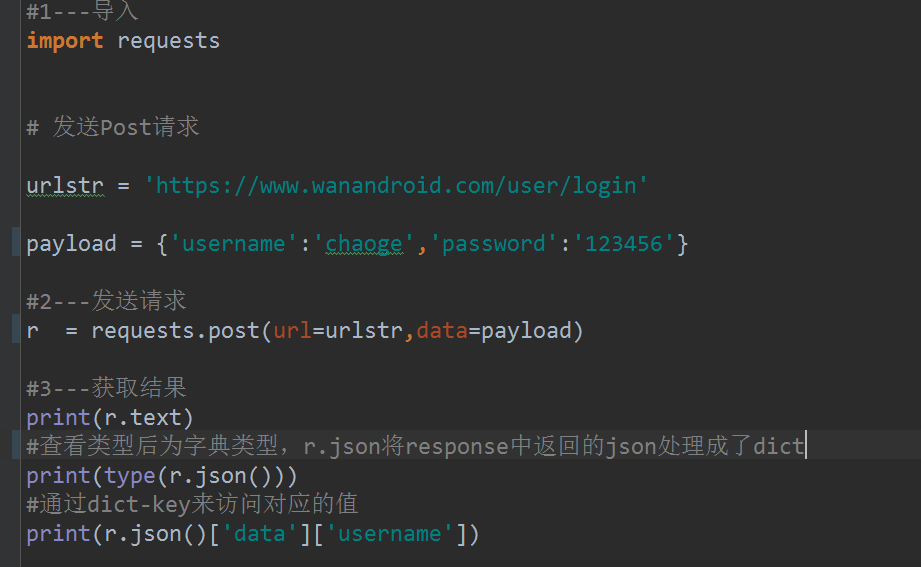 #1---导入
import requests
# 发送Post请求
urlstr = 'https://www.wanandroid.com/user/login'
payload = {'username':'chaoge','password':'123456'}
#2---发送请求
r  = requests.post(url=urlstr,data=payload)
#3---获取结果
print(r.text)
#查看类型后为字典类型，r.json将response中返回的json处理成了dict
print(type(r.json()))
#通过dict-key来访问对应的值
print(r.json()['data']['username'])